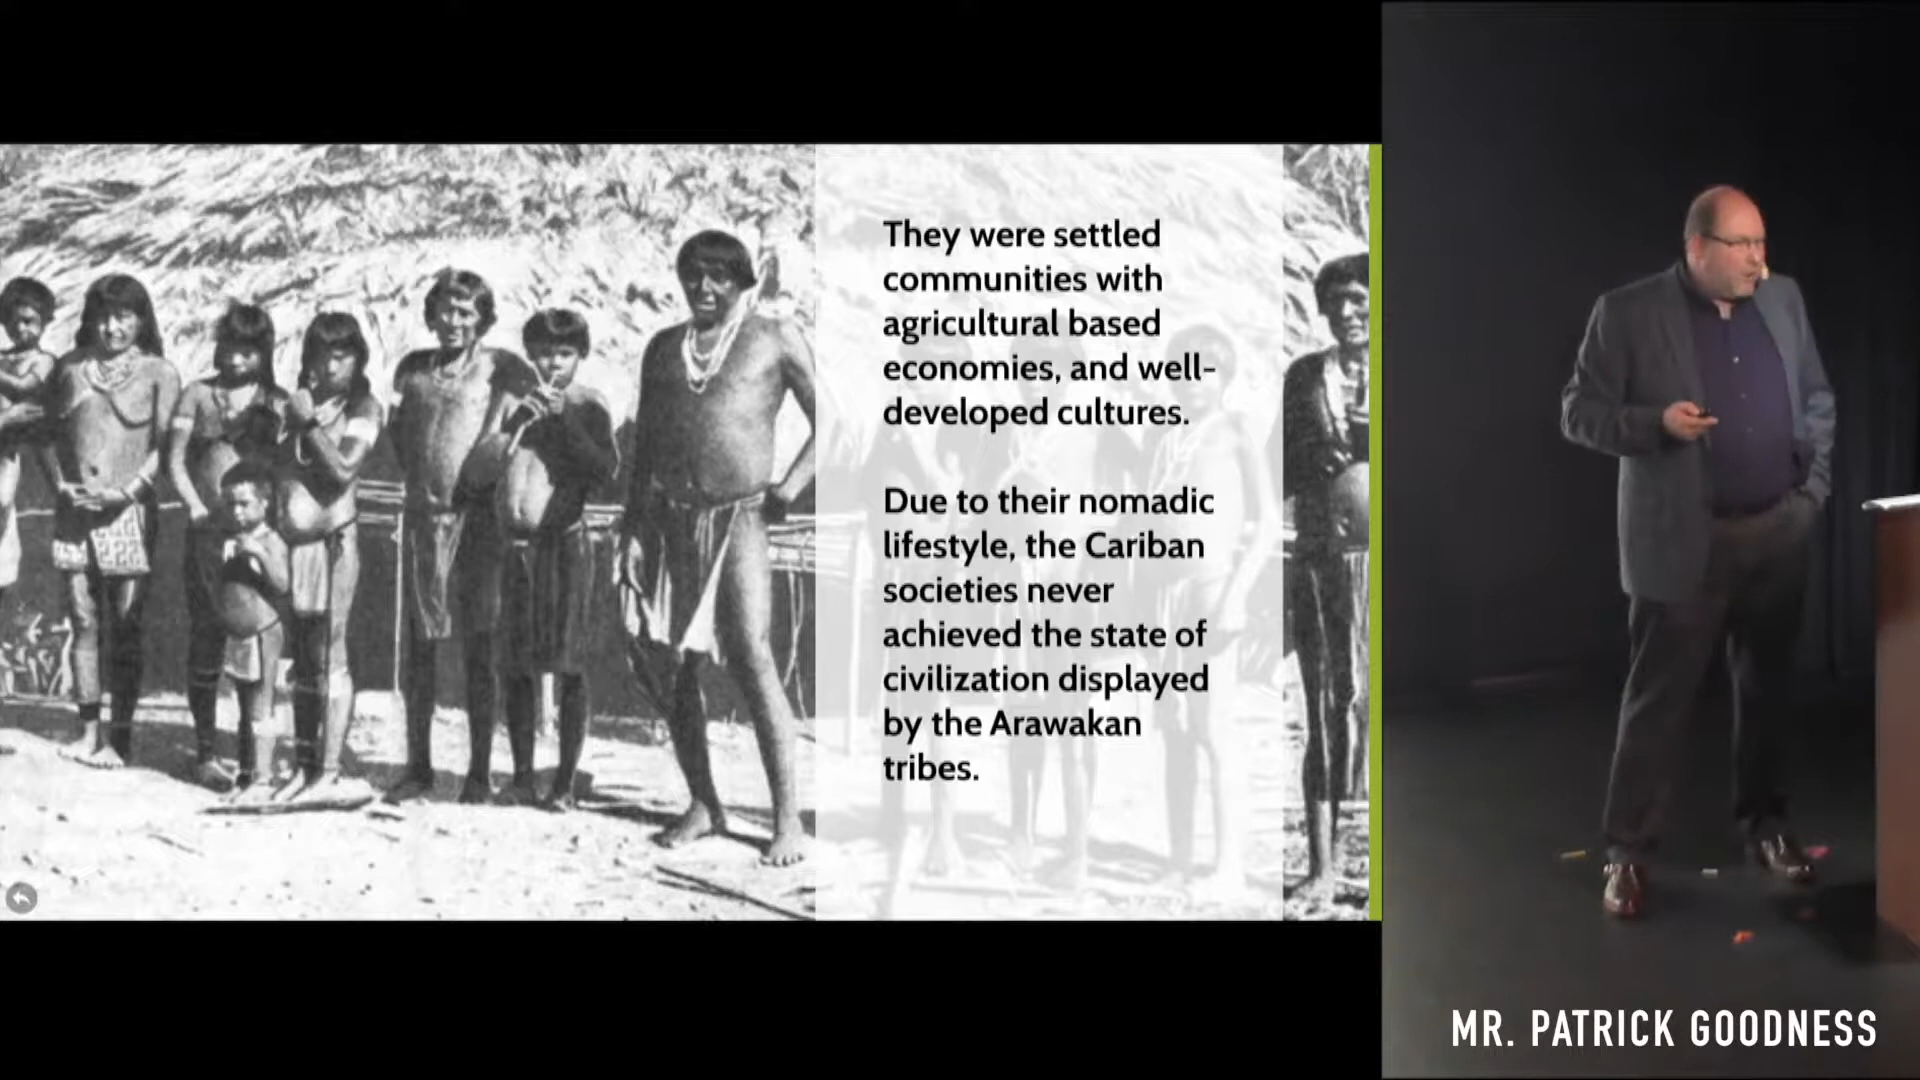 They were settled
communities with
agricultural based
economies, and well-
developed cultures.
Due to their nomadic
lifestyle, the Cariban
societies never
achieved the state of
civilization displayed
by the Arawakan
tribes.
MR. PATRICK GOODNESS